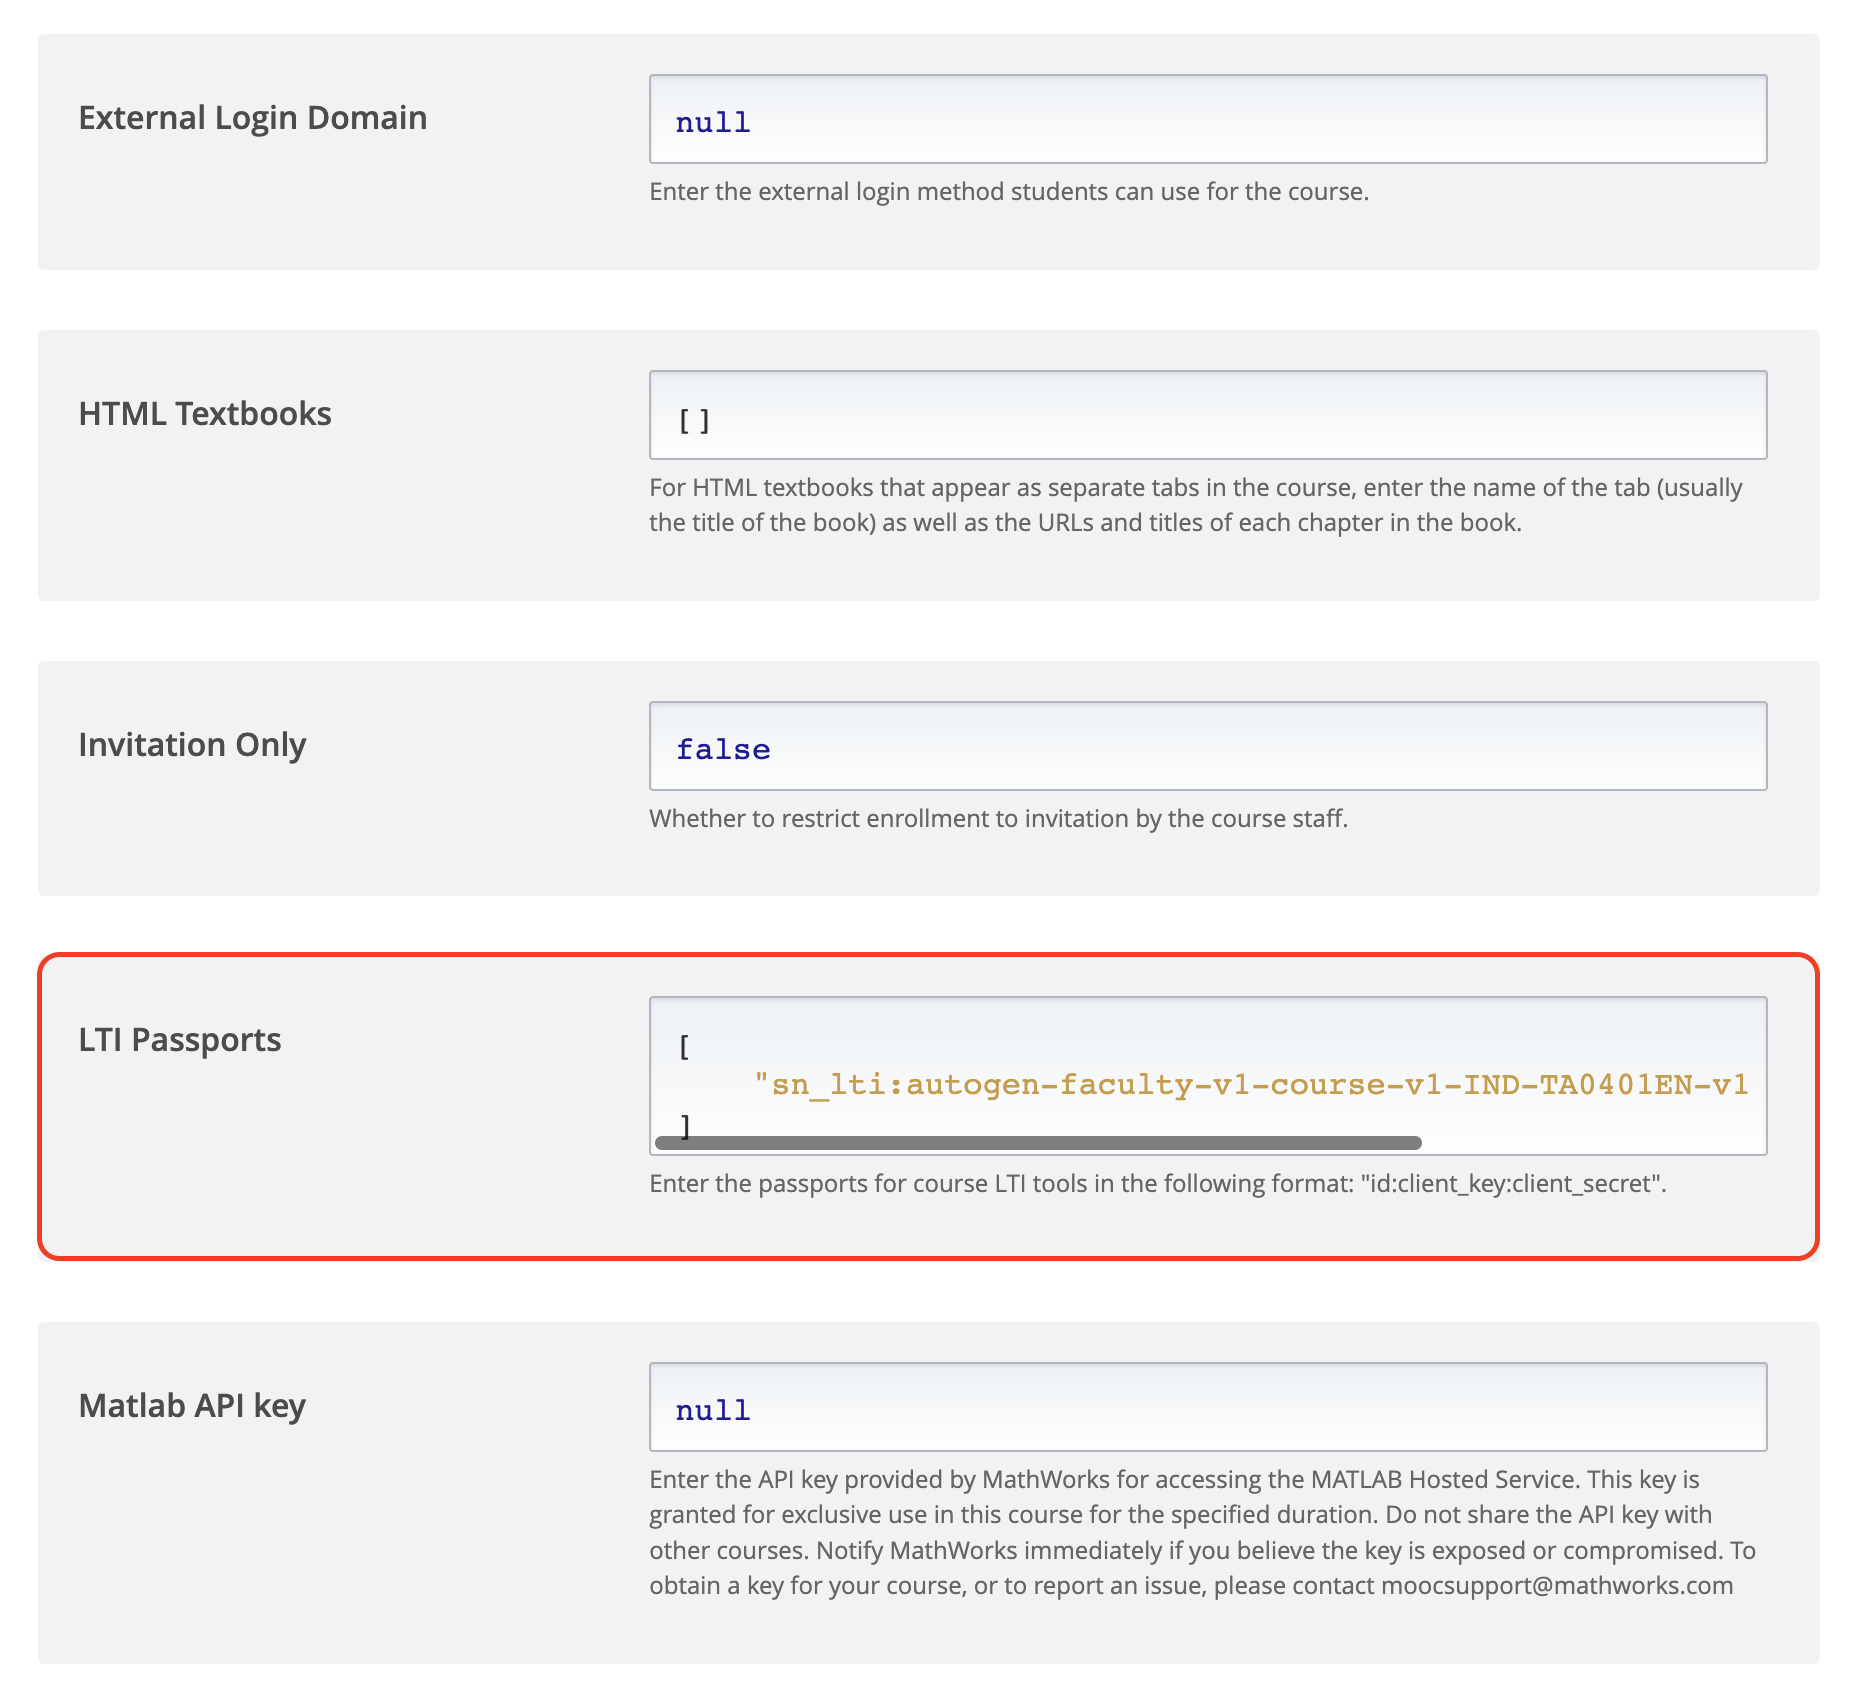 External Login Domain
null
Enter the external login method students can use for the course.
HTML Textbooks
[]
For HTML textbooks that appear as separate tabs in the course, enter the name of the tab (usually
the title of the book) as well as the URLs and titles of each chapter in the book.
Invitation Only
false
Whether to restrict enrollment to invitation by the course staff.
LTI Passports
[
"sn_lti:autogen-faculty-v1-course-v1-IND-TA0401EN-v1
]
Enter the passports for course LTI tools in the following format: "id:client_key:client_secret".
Matlab API key
null
Enter the API key provided by MathWorks for accessing the MATLAB Hosted Service. This key is
granted for exclusive use in this course for the specified duration. Do not share the API key with
other courses. Notify MathWorks immediately if you believe the key is exposed or compromised. To
obtain a key for your course, or to report an issue, please contact moocsupport@mathworks.com